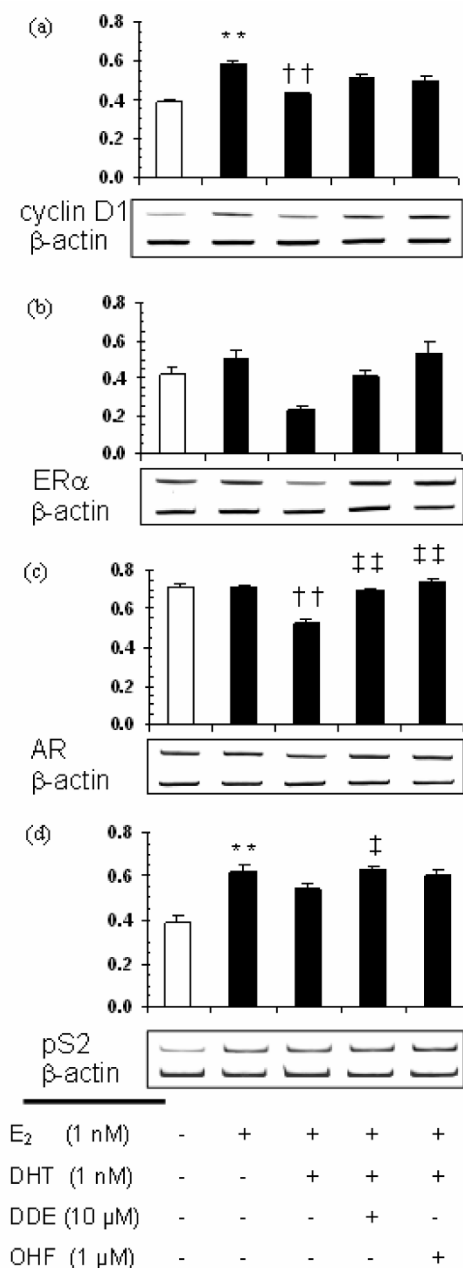 (a)
0.8
0.6
0.4
0.2
0.0
* *
† †
cyclin D1
β-actin
(b)
0.8
0.6
0.4
0.2
0.0
ERα
β-actin
(c)
0.8
0.6
0.4
0.2
0.0
† †
‡ ‡
‡ ‡
AR
β-actin
(d)
0.8
0.6
0.4
0.2
0.0
* *
‡
pS2
β-actin
E₂ (1 nM) - + + + +
DHT (1 nM) - - + + +
DDE (10 µM) - - - + -
OHF (1 µM) - - - - +